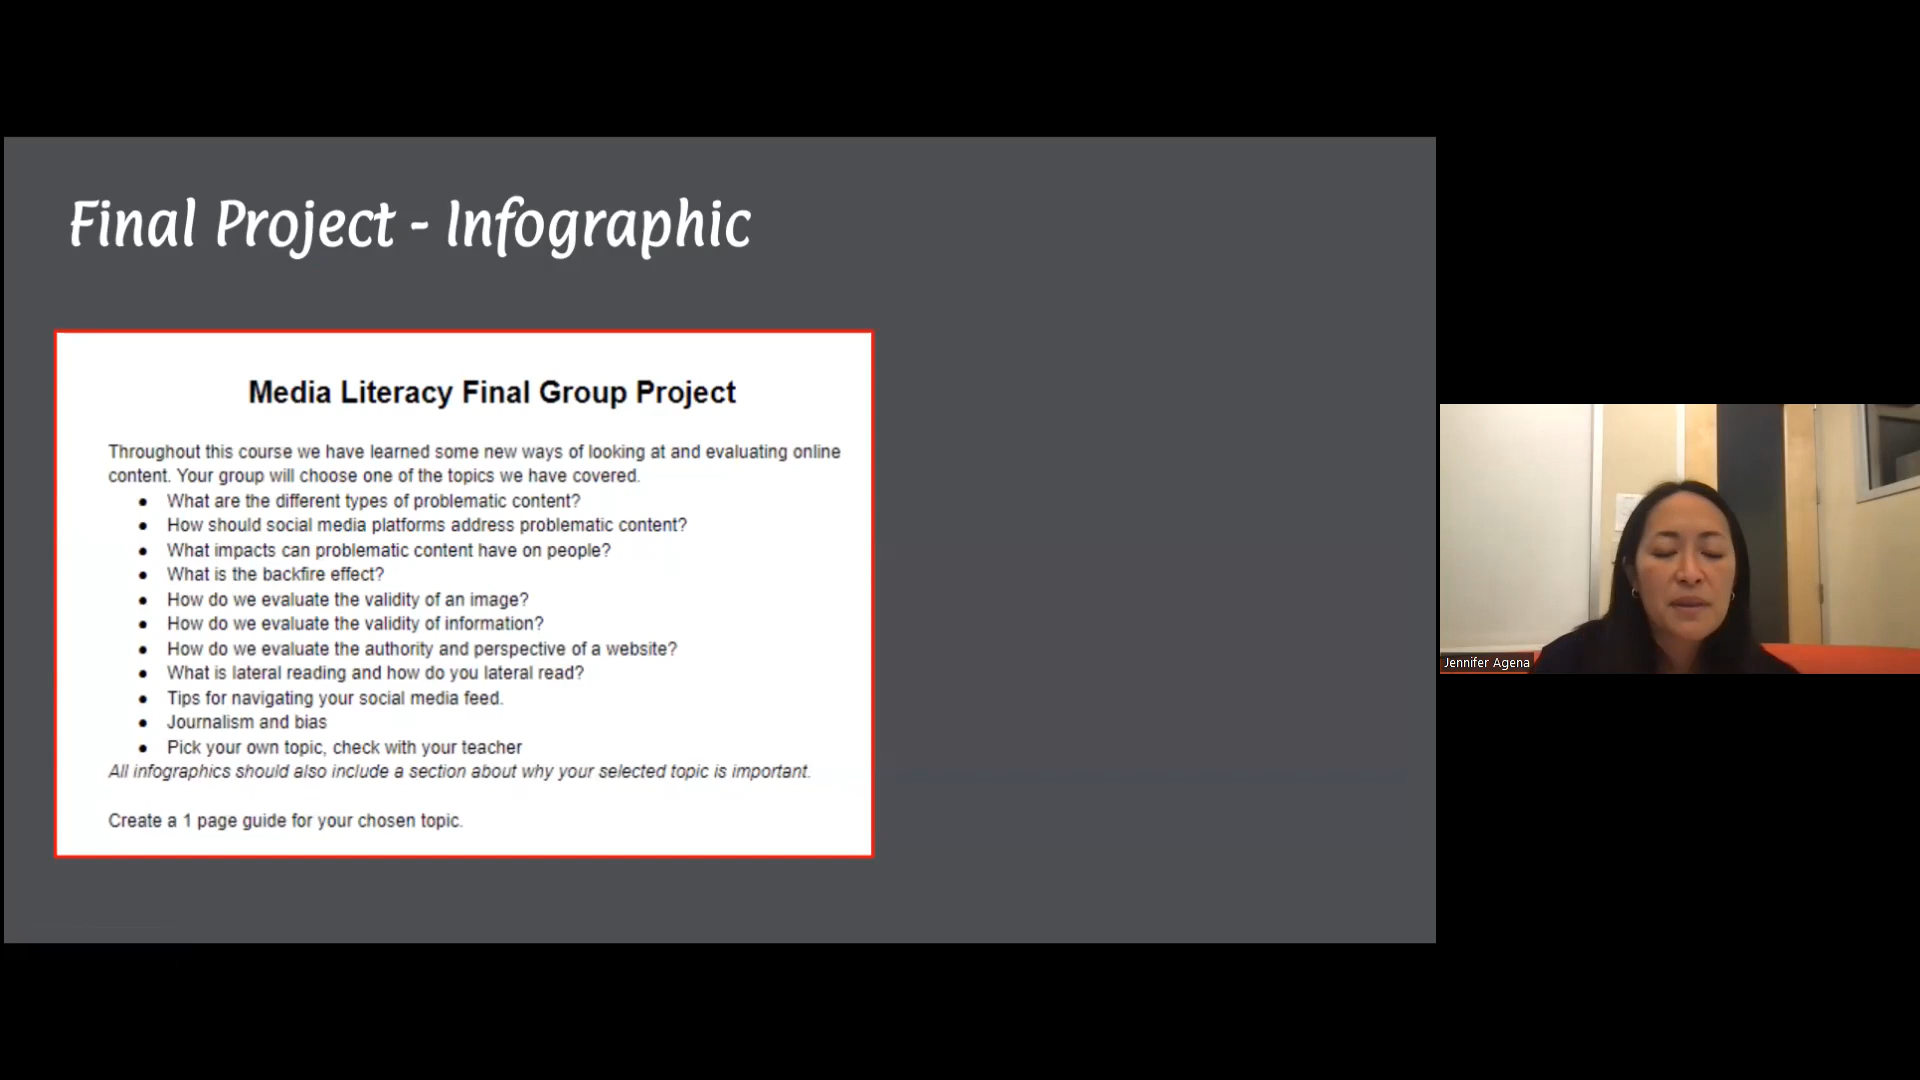 Final Project - Infographic
Media Literacy Final Group Project
Throughout this course we have learned some new ways of looking at and evaluating online
content. Your group will choose one of the topics we have covered.
● What are the different types of problematic content?
● How should social media platforms address problematic content?
● What impacts can problematic content have on people?
● What is the backfire effect?
● How do we evaluate the validity of an image?
● How do we evaluate the validity of information?
● How do we evaluate the authority and perspective of a website?
● What is lateral reading and how do you lateral read?
● Tips for navigating your social media feed.
● Journalism and bias
● Pick your own topic, check with your teacher
All infographics should also include a section about why your selected topic is important.
Create a 1 page guide for your chosen topic.
Jennifer Agena